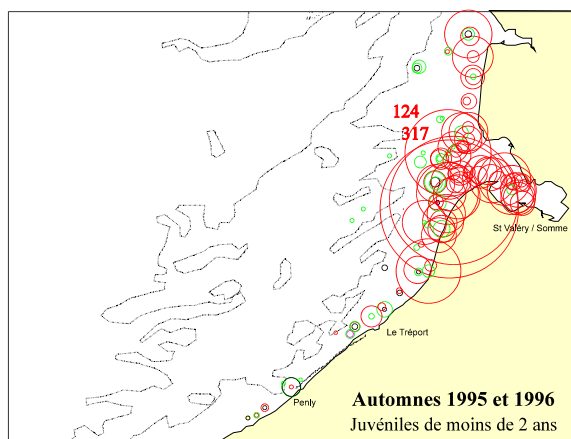 124
317
St Valéry / Somme
Le Tréport
Penly
Automnes 1995 et 1996
Juvéniles de moins de 2 ans